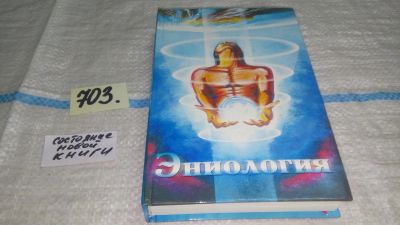 703.
состояние
новой
книги
Эниология